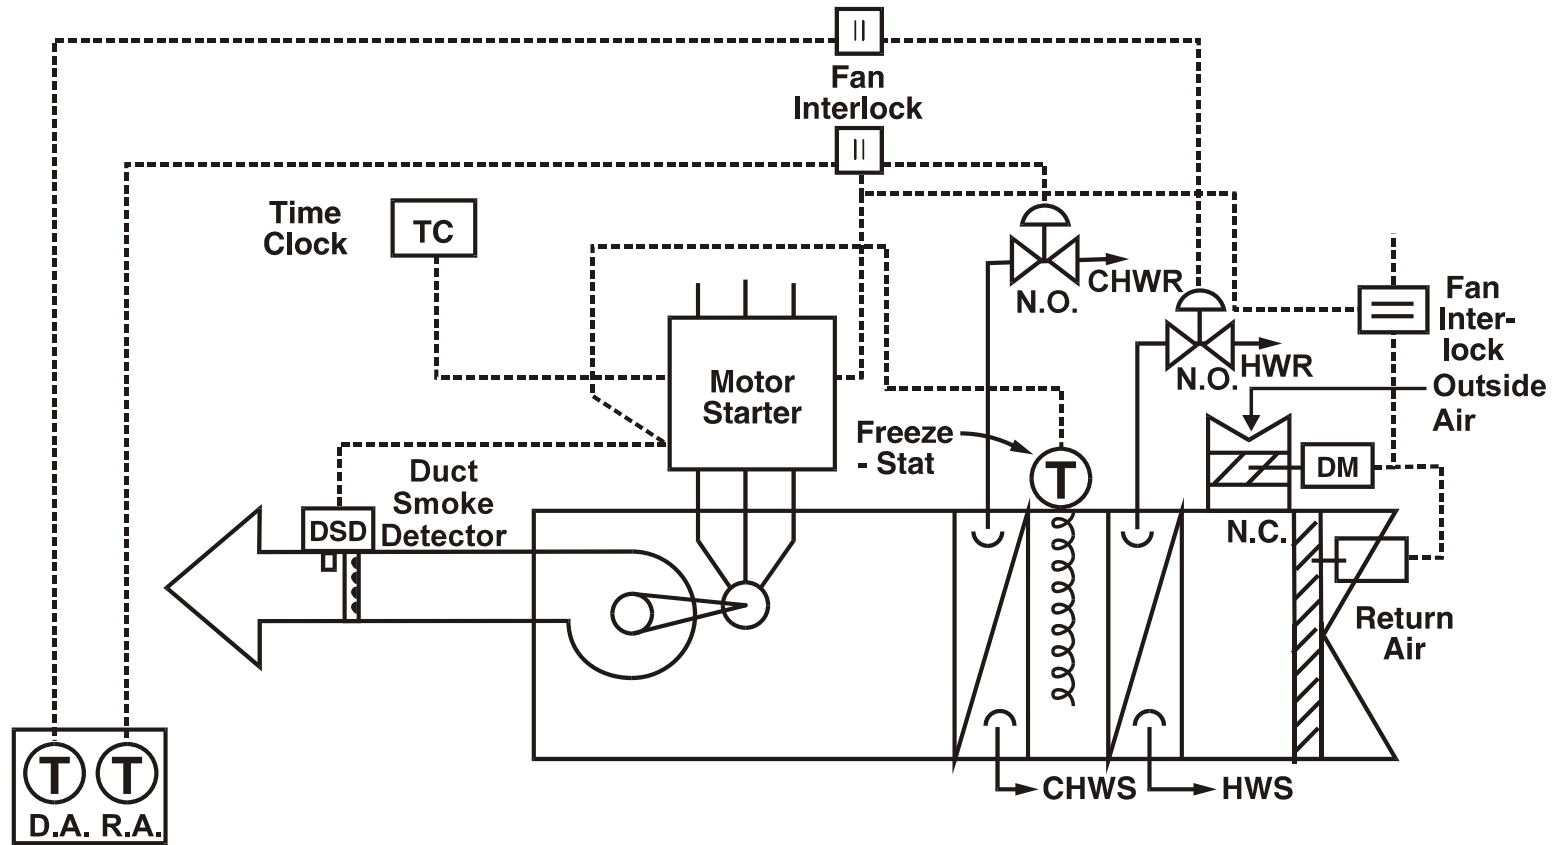 Fan
Interlock
Time
Clock
TC
CHWR
N.O.
Fan
Inter-
lock
HWR
N.O.
Outside
Air
Motor
Starter
Freeze
- Stat
T
DM
Duct
Smoke
Detector
DSD
N.C.
Return
Air
T
T
D.A.
R.A.
CHWS
HWS